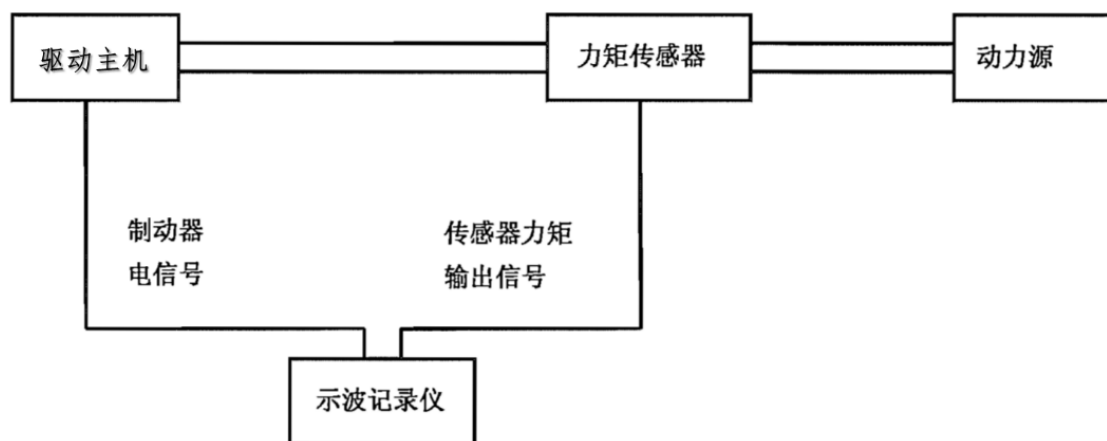 驱动主机
力矩传感器
动力源
制动器
电信号
传感器力矩
输出信号
示波记录仪